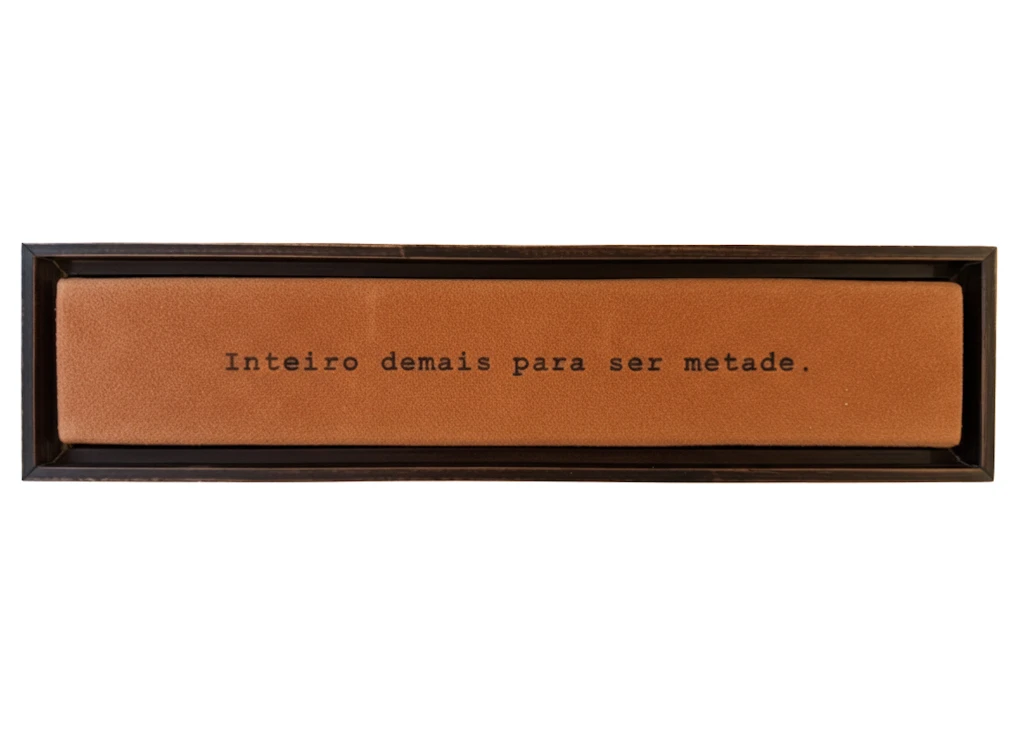 Inteiro demais para ser metade.